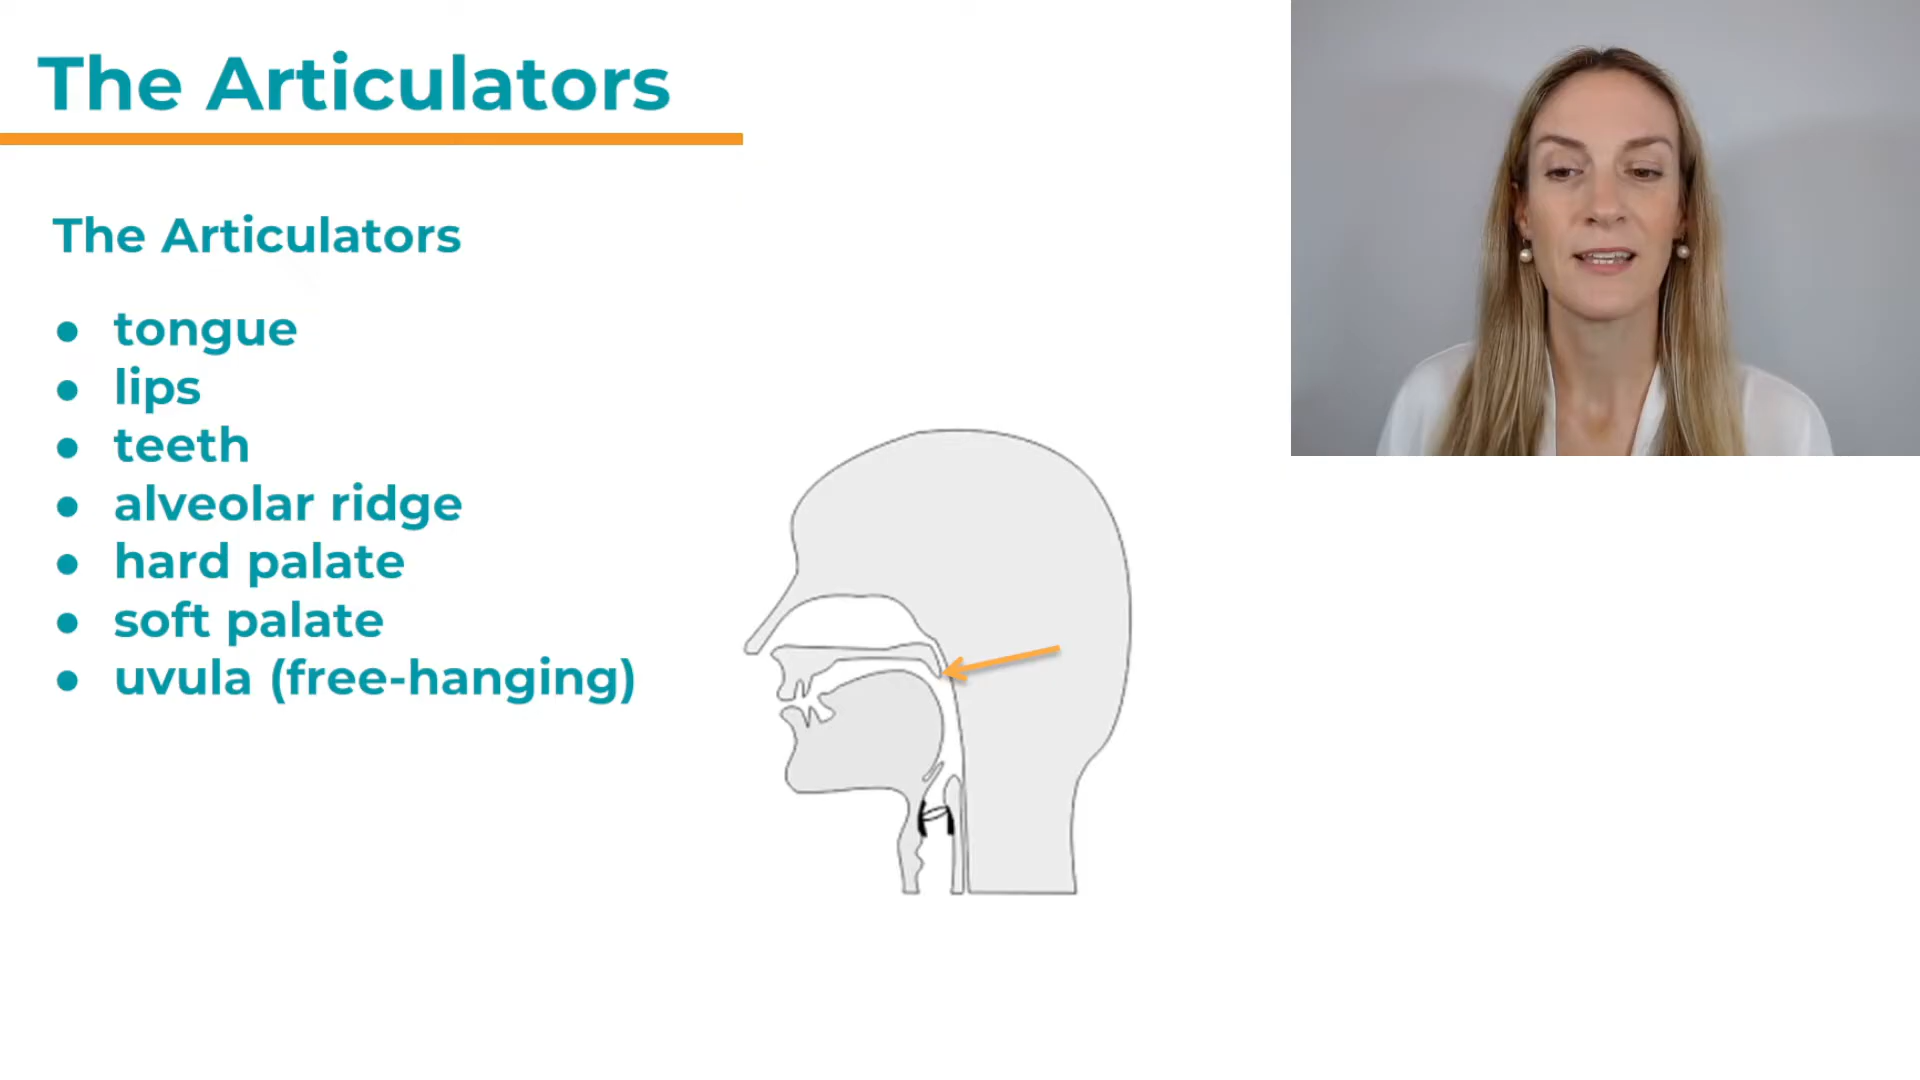 The Articulators
The Articulators
● tongue
● lips
● teeth
● alveolar ridge
● hard palate
● soft palate
● uvula (free-hanging)